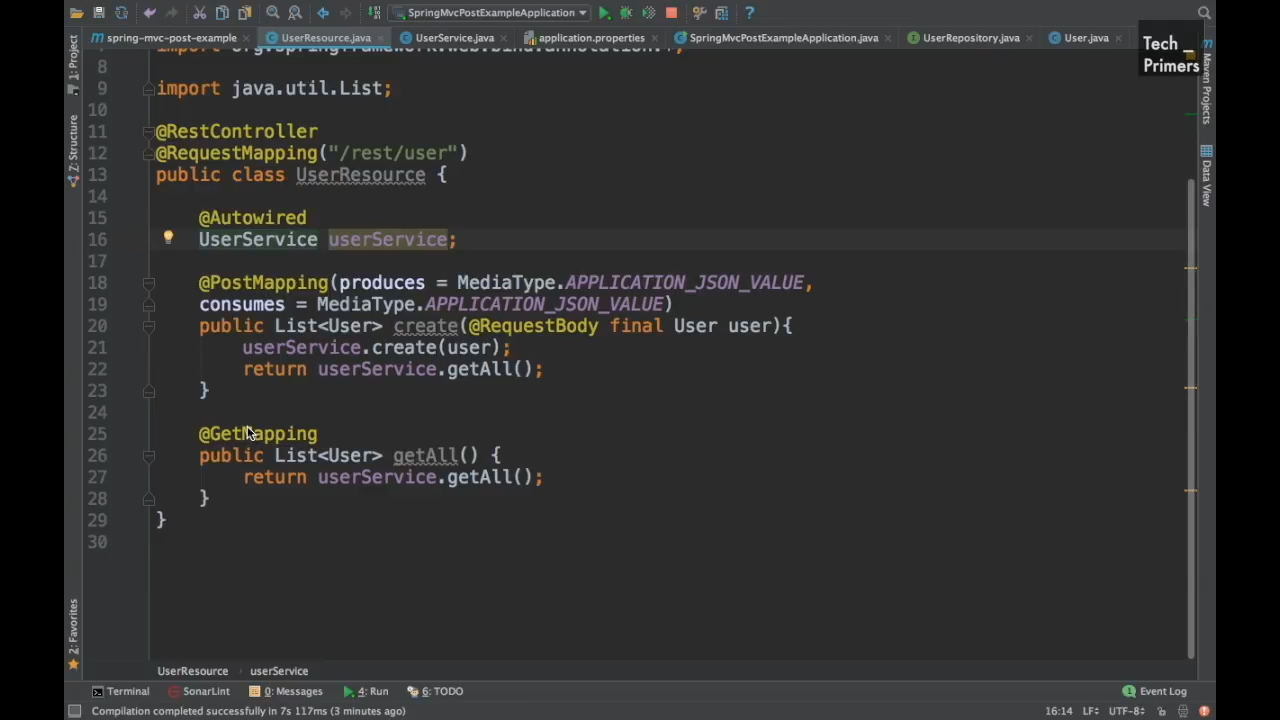 SpringMvcPostExampleApplication
spring-mvc-post-example
UserResource.java
UserService.java
application.properties
SpringMvcPostExampleApplication.java
UserRepository.java
User.java
Tech _
Primers
1: Project
7: Structure
2: Favorites
Maven Projects
Data View
8
9 import java.util.List;
10
11 @RestController
12 @RequestMapping("/rest/user")
13 public class UserResource {
14
15 @Autowired
16 UserService userService;
17
18 @PostMapping(produces = MediaType.APPLICATION_JSON_VALUE,
19 consumes = MediaType.APPLICATION_JSON_VALUE)
20 public List<User> create(@RequestBody final User user){
21 userService.create(user);
22 return userService.getAll();
23 }
24
25 @GetMapping
26 public List<User> getAll() {
27 return userService.getAll();
28 }
29 }
30
UserResource › userService
Terminal SonarLint 0: Messages 4: Run 6: TODO Event Log
Compilation completed successfully in 7s 117ms (3 minutes ago) 16:14 LF÷ UTF-8÷